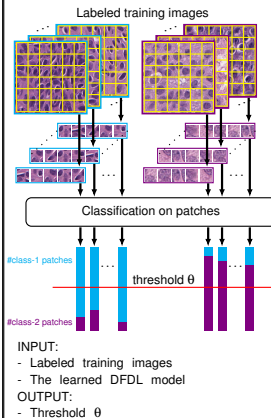 Labeled training images
Classification on patches
#class-1 patches
threshold θ
#class-2 patches
INPUT:
- Labeled training images
- The learned DFDL model
OUTPUT:
- Threshold θ